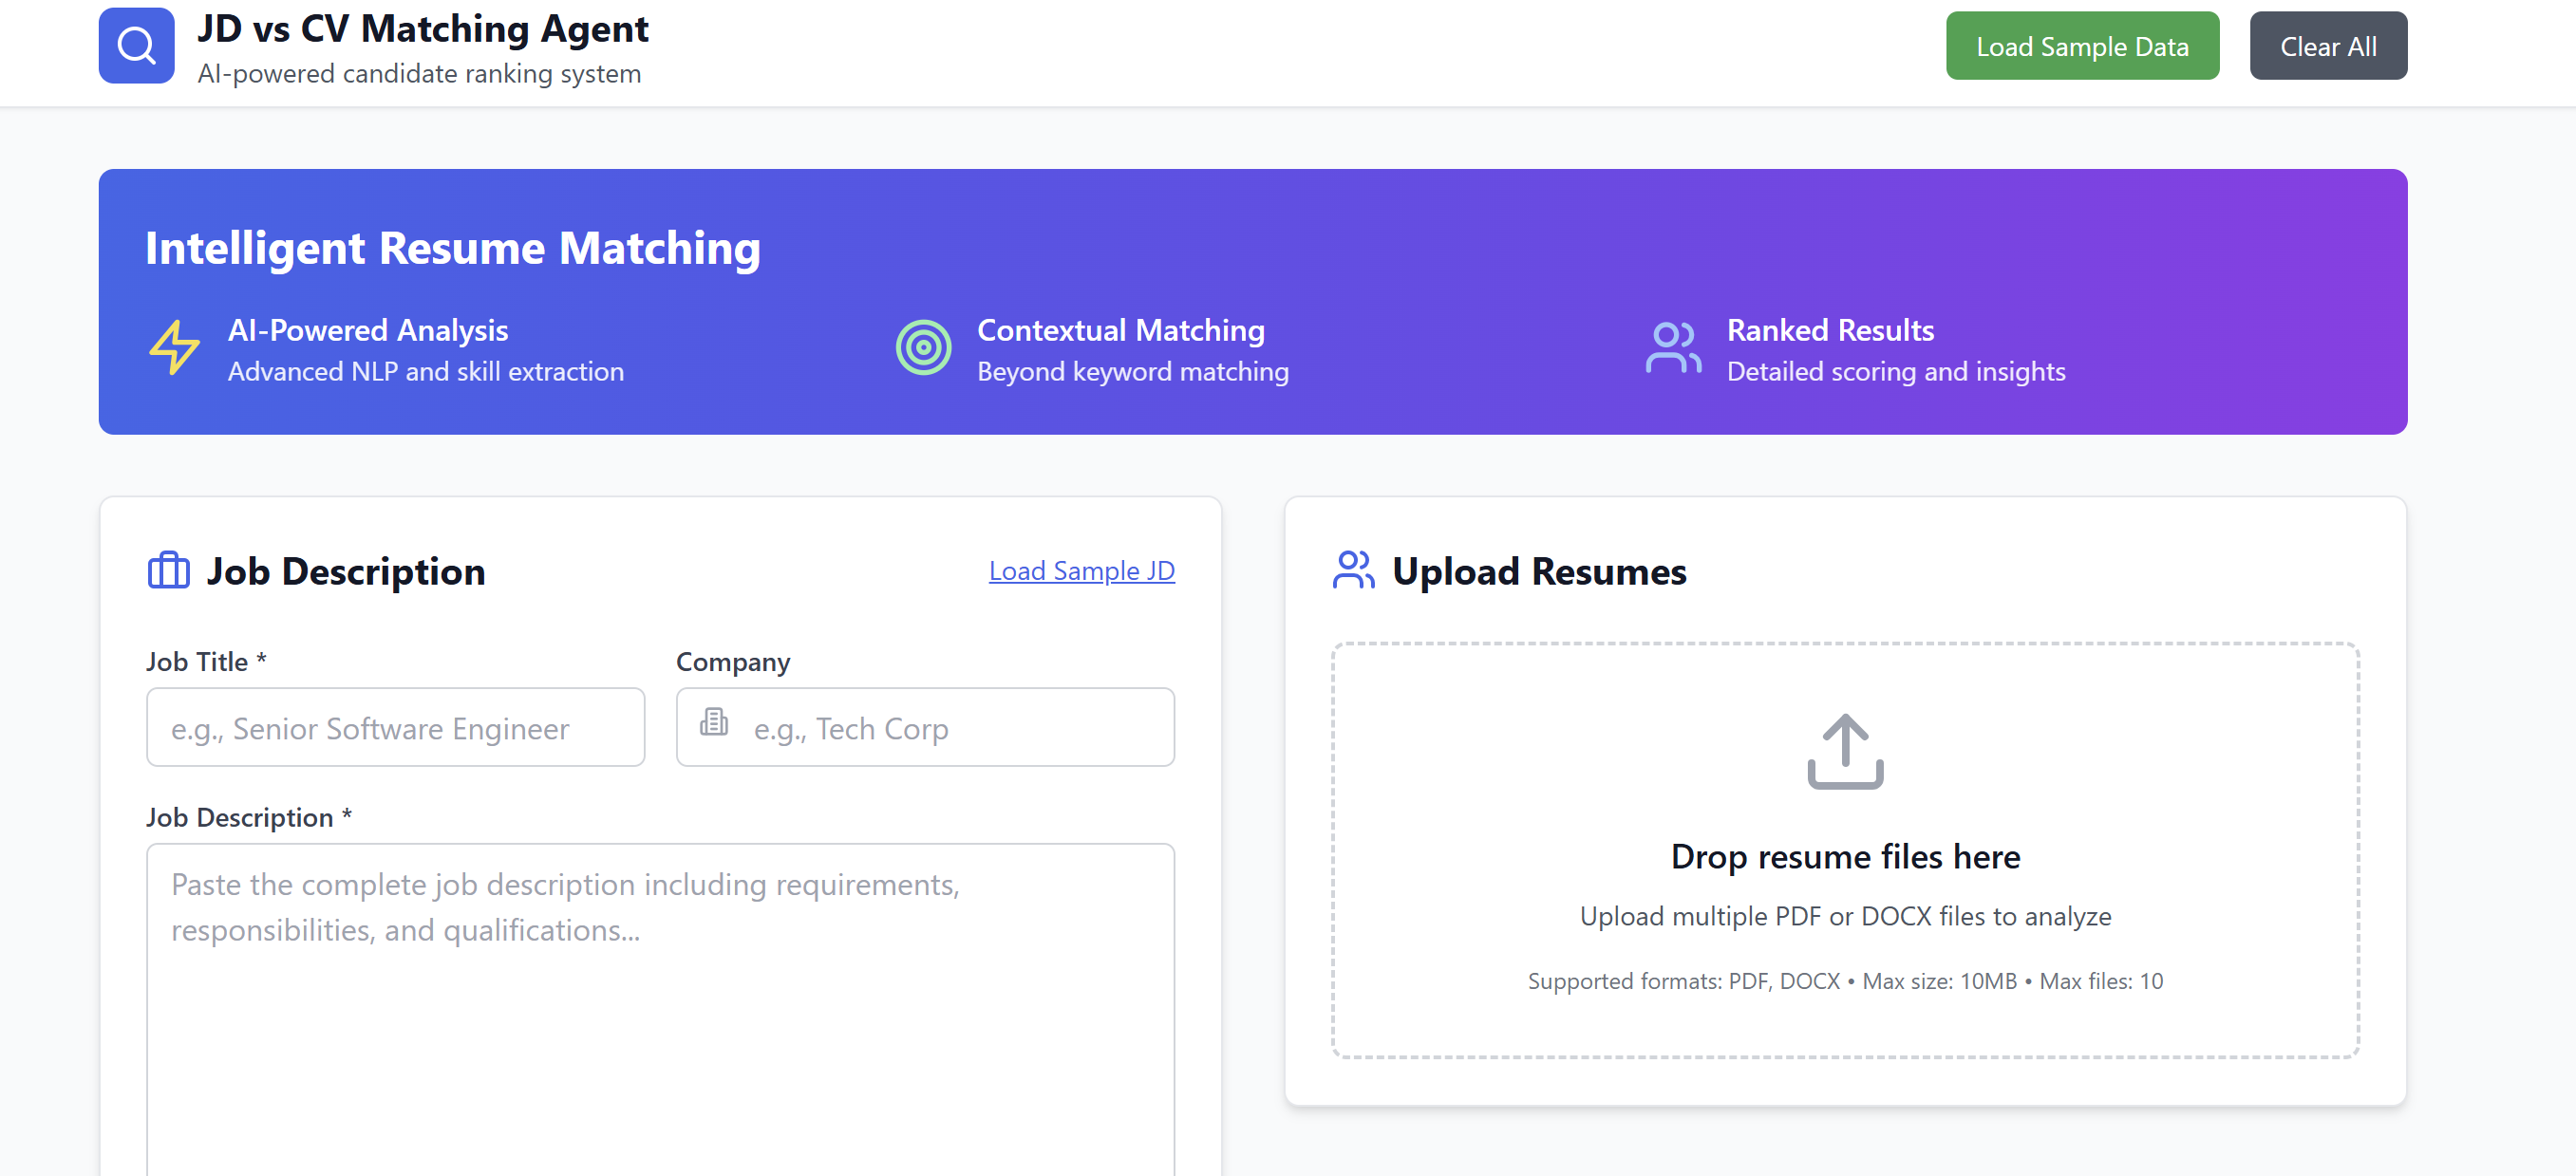 JD vs CV Matching Agent
AI-powered candidate ranking system
Load Sample Data
Clear All
Intelligent Resume Matching
AI-Powered Analysis
Advanced NLP and skill extraction
Contextual Matching
Beyond keyword matching
Ranked Results
Detailed scoring and insights
Job Description
Load Sample JD
Job Title *
e.g., Senior Software Engineer
Company
e.g., Tech Corp
Job Description *
Paste the complete job description including requirements,
responsibilities, and qualifications...
Upload Resumes
Drop resume files here
Upload multiple PDF or DOCX files to analyze
Supported formats: PDF, DOCX • Max size: 10MB • Max files: 10